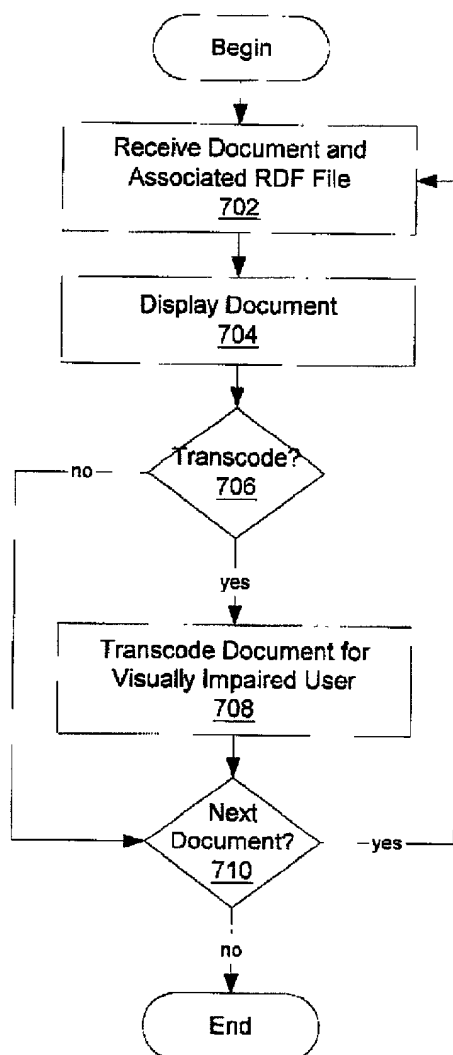 Begin
Receive Document and
Associated RDF File
702
Display Document
704
Transcode?
706
no
yes
Transcode Document for
Visually Impaired User
708
Next
Document?
710
yes
no
End